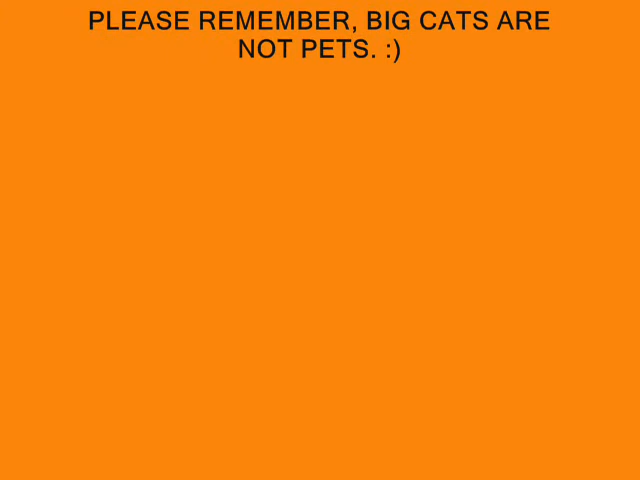 PLEASE REMEMBER, BIG CATS ARE
NOT PETS. :)